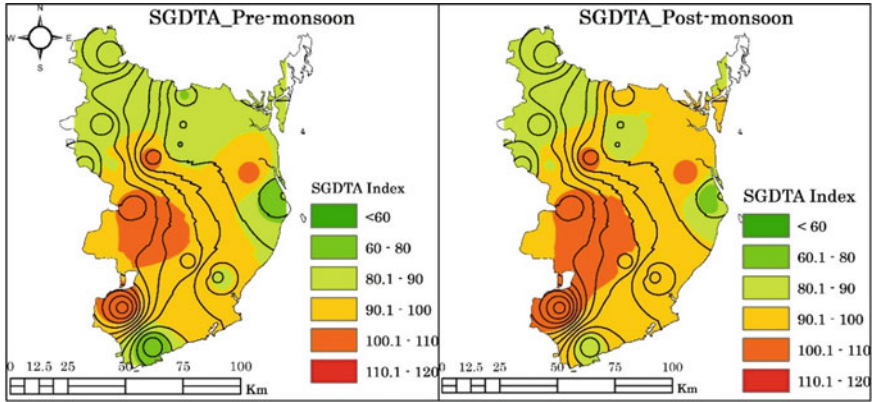 SGDTA_Pre-monsoon
N
W E
S
SGDTA Index
<60
60 - 80
80.1 - 90
90.1 - 100
100.1 - 110
110.1 - 120
0 12.5 25 50 75 100
Km
SGDTA_Post-monsoon
SGDTA Index
< 60
60.1 - 80
80.1 - 90
90.1 - 100
100.1 - 110
110.1 - 120
0 12.5 25 50 75 100
Km